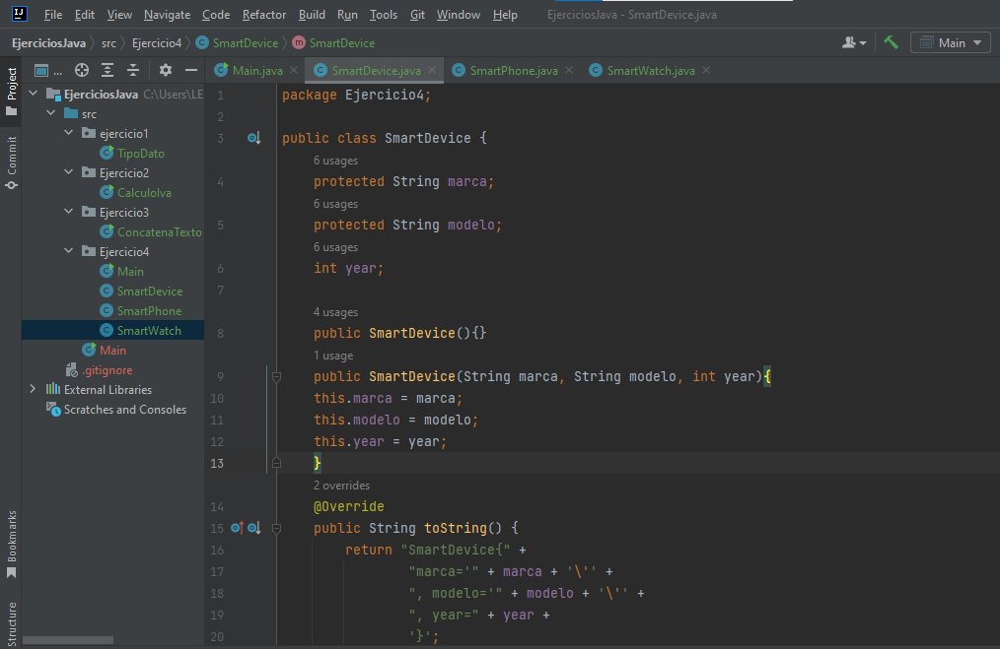 File Edit View Navigate Code Refactor Build Run Tools Git Window Help EjerciciosJava - SmartDevice.java
EjerciciosJava src Ejercicio4 SmartDevice SmartDevice Main
Project
Commit
Bookmarks
Structure
...
EjerciciosJava C:\Users\LE
src
ejercicio1
TipoDato
Ejercicio2
CalculoIva
Ejercicio3
ConcatenaTexto
Ejercicio4
Main
SmartDevice
SmartPhone
SmartWatch
Main
.gitignore
External Libraries
Scratches and Consoles
Main.java SmartDevice.java SmartPhone.java SmartWatch.java
1 package Ejercicio4;
2
3 public class SmartDevice {
6 usages
4 protected String marca;
6 usages
5 protected String modelo;
6 usages
6 int year;
7
4 usages
8 public SmartDevice(){}
1 usage
9 public SmartDevice(String marca, String modelo, int year){
10 this.marca = marca;
11 this.modelo = modelo;
12 this.year = year;
13 }
2 overrides
14 @Override
15 public String toString() {
16 return "SmartDevice{" +
17 "marca='" + marca + '\'' +
18 ", modelo='" + modelo + '\'' +
19 ", year=" + year +
20 '}';